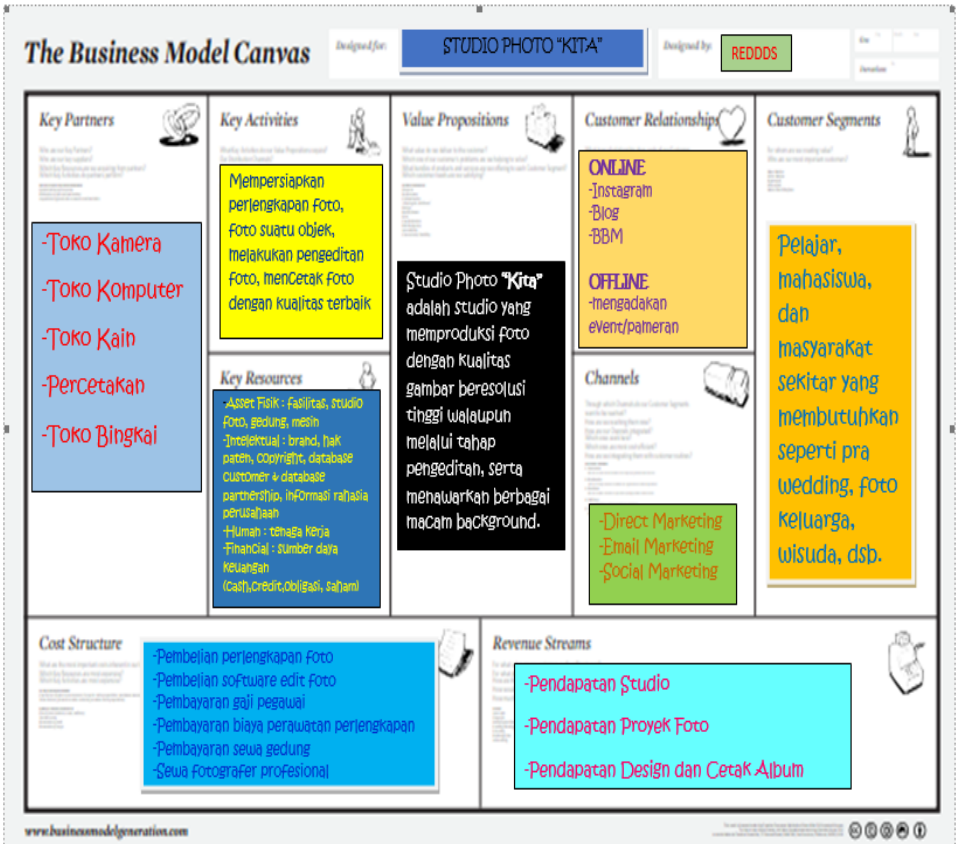 The Business Model Canvas
Designed for:
STUDIO PHOTO "KITA"
Designed by:
REDDDS
Key Partners
-Toko Kamera
-Toko Komputer
-Toko Kain
-Percetakan
-Toko Bingkai
Key Activities
Mempersiapkan
perlengkapan foto,
foto suatu objek,
melakukan pengeditan
foto, menCetak foto
dengan kualitas terbaik
Key Resources
-Asset Fisik : fasilitas, studio
foto, gedung, mesin
-Intelektual : brand, hak
paten, copyright, database
customer & database
partnership, informasi rahasia
perusahaan
-Human : tenaga kerja
-Financial : sumber daya
keuangan
(cash,credit,obligasi, saham)
Value Propositions
Studio Photo "Kita"
adalah studio yang
memproduksi foto
dengan kualitas
gambar beresolusi
tinggi walaupun
melalui tahap
pengeditan, serta
menawarkan berbagai
macam background.
Customer Relationships
ONLINE
-Instagram
-Blog
-BBM
OFFLINE
-mengadakan
event/pameran
Channels
-Direct Marketing
-Email Marketing
-Social Marketing
Customer Segments
Pelajar,
mahasiswa,
dan
masyarakat
sekitar yang
membutuhkan
seperti pra
wedding, foto
keluarga,
wisuda, dsb.
Cost Structure
-Pembelian perlengkapan foto
-Pembelian software edit foto
-Pembayaran gaji pegawai
-Pembayaran biaya perawatan perlengkapan
-Pembayaran sewa gedung
-Sewa fotografer profesional
Revenue Streams
-Pendapatan Studio
-Pendapatan Proyek Foto
-Pendapatan Design dan Cetak Album
www.businessmodelgeneration.com